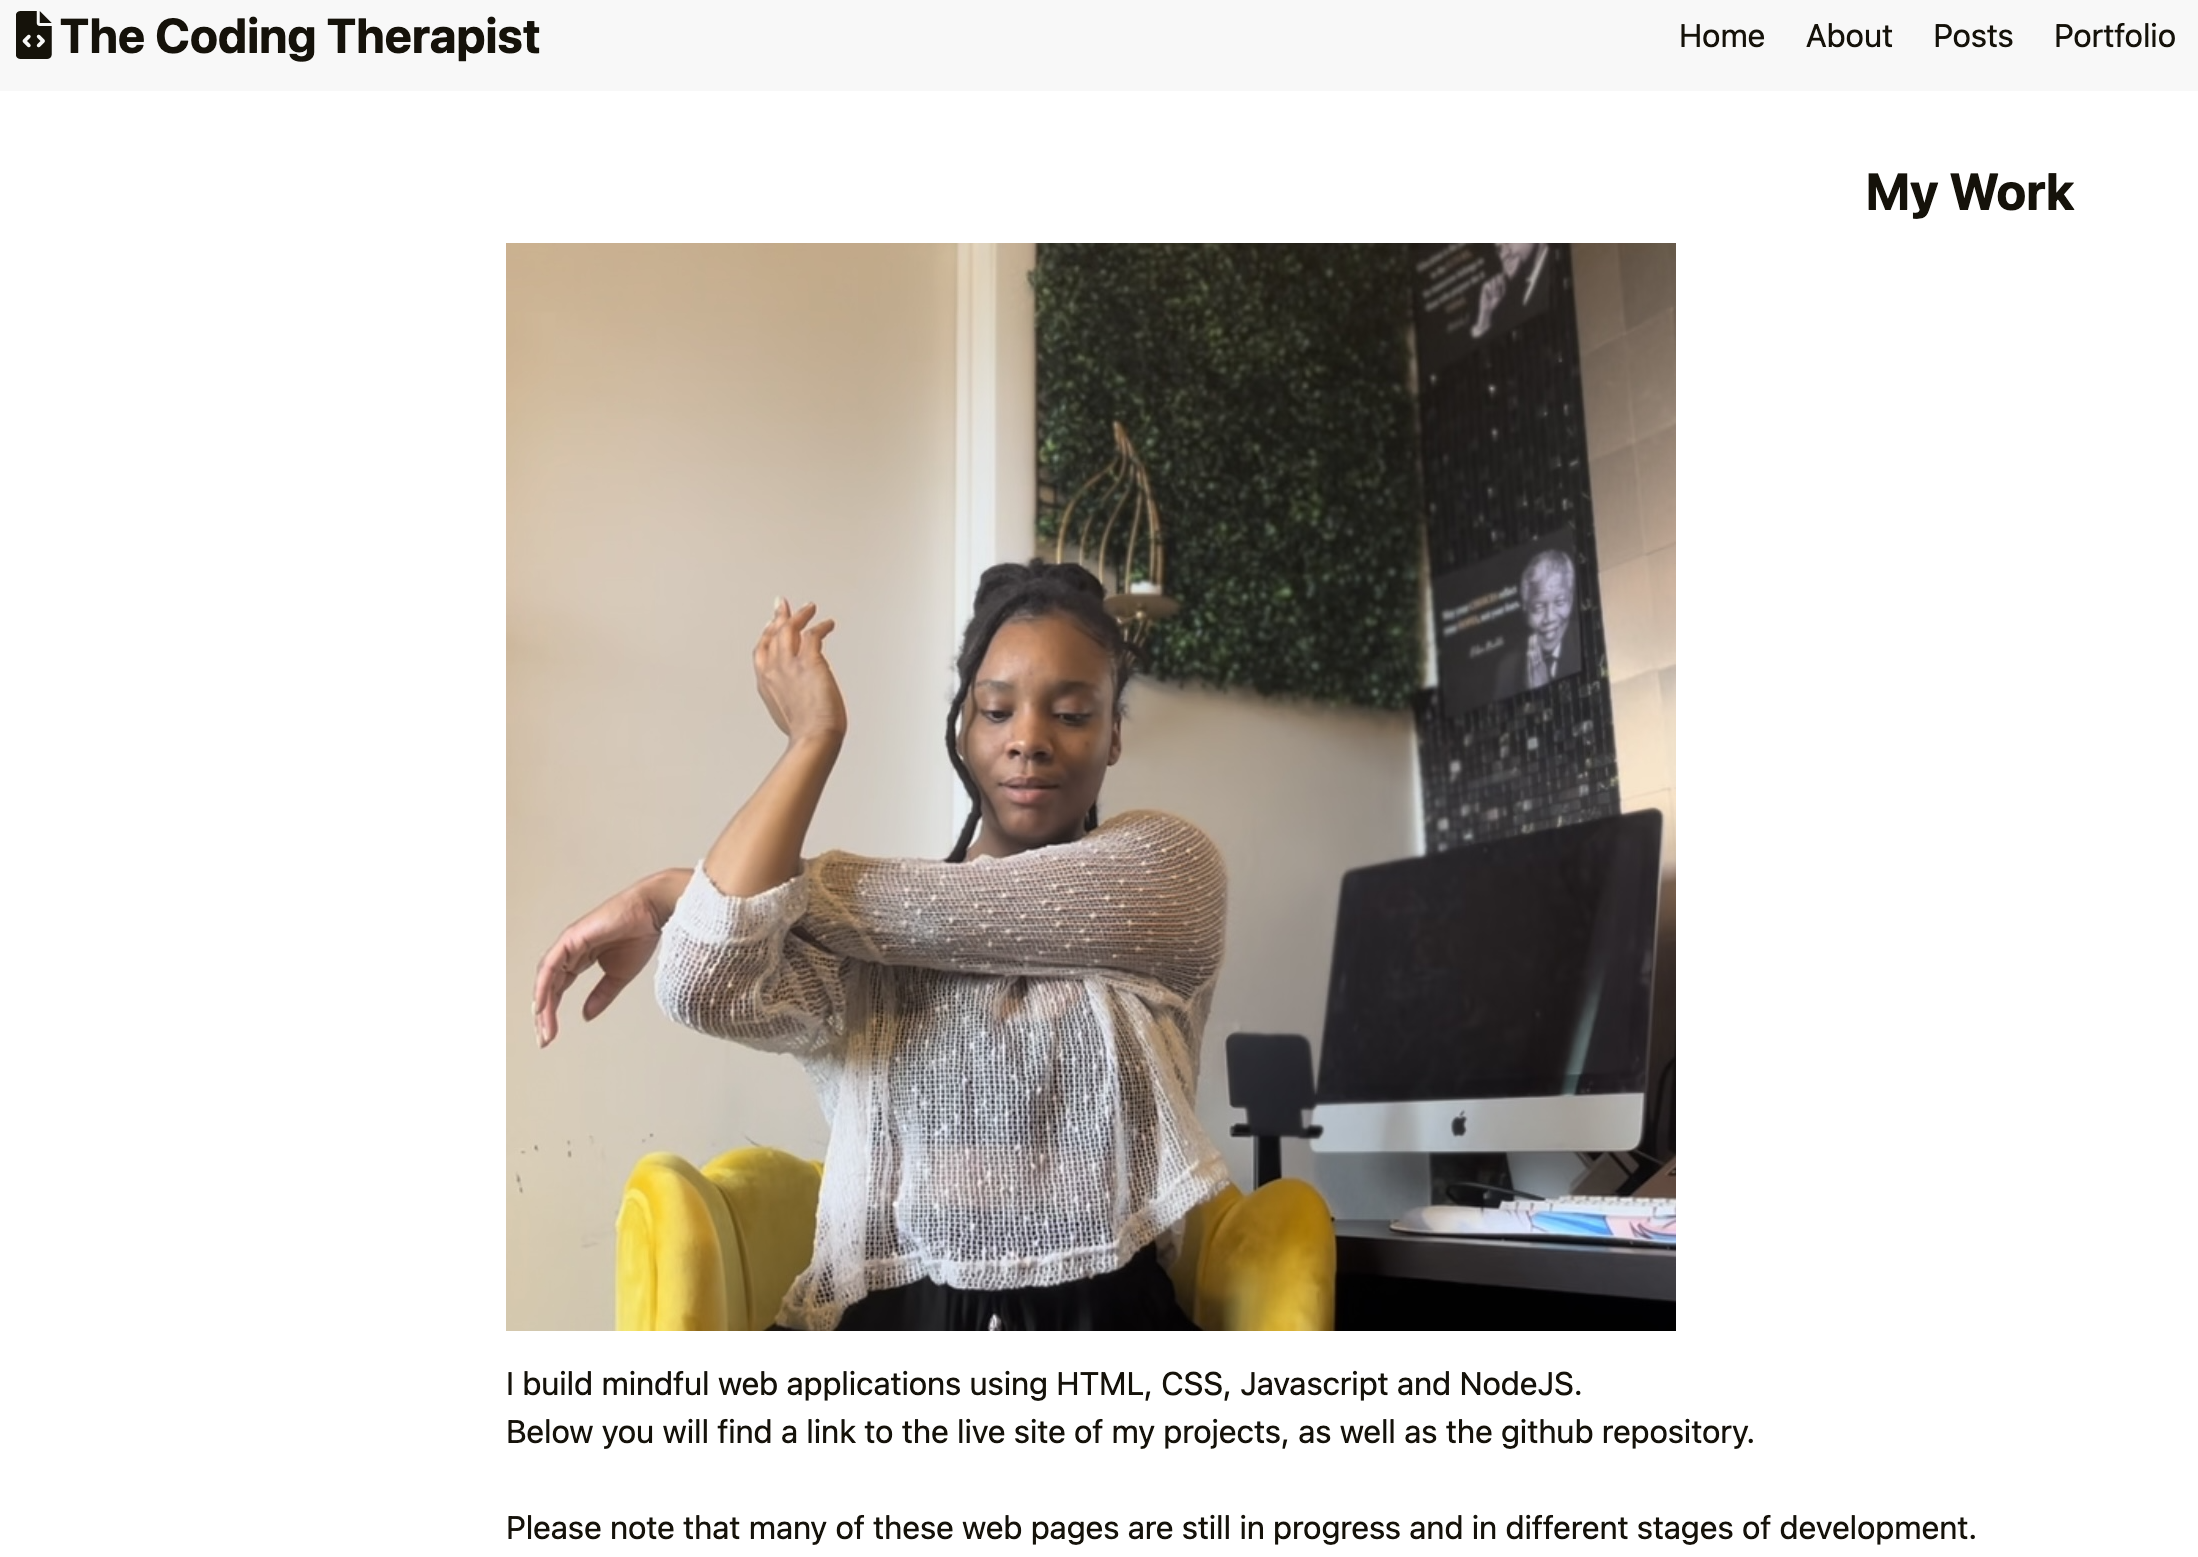 The Coding Therapist
Home About Posts Portfolio
My Work
I build mindful web applications using HTML, CSS, Javascript and NodeJS.
Below you will find a link to the live site of my projects, as well as the github repository.
Please note that many of these web pages are still in progress and in different stages of development.